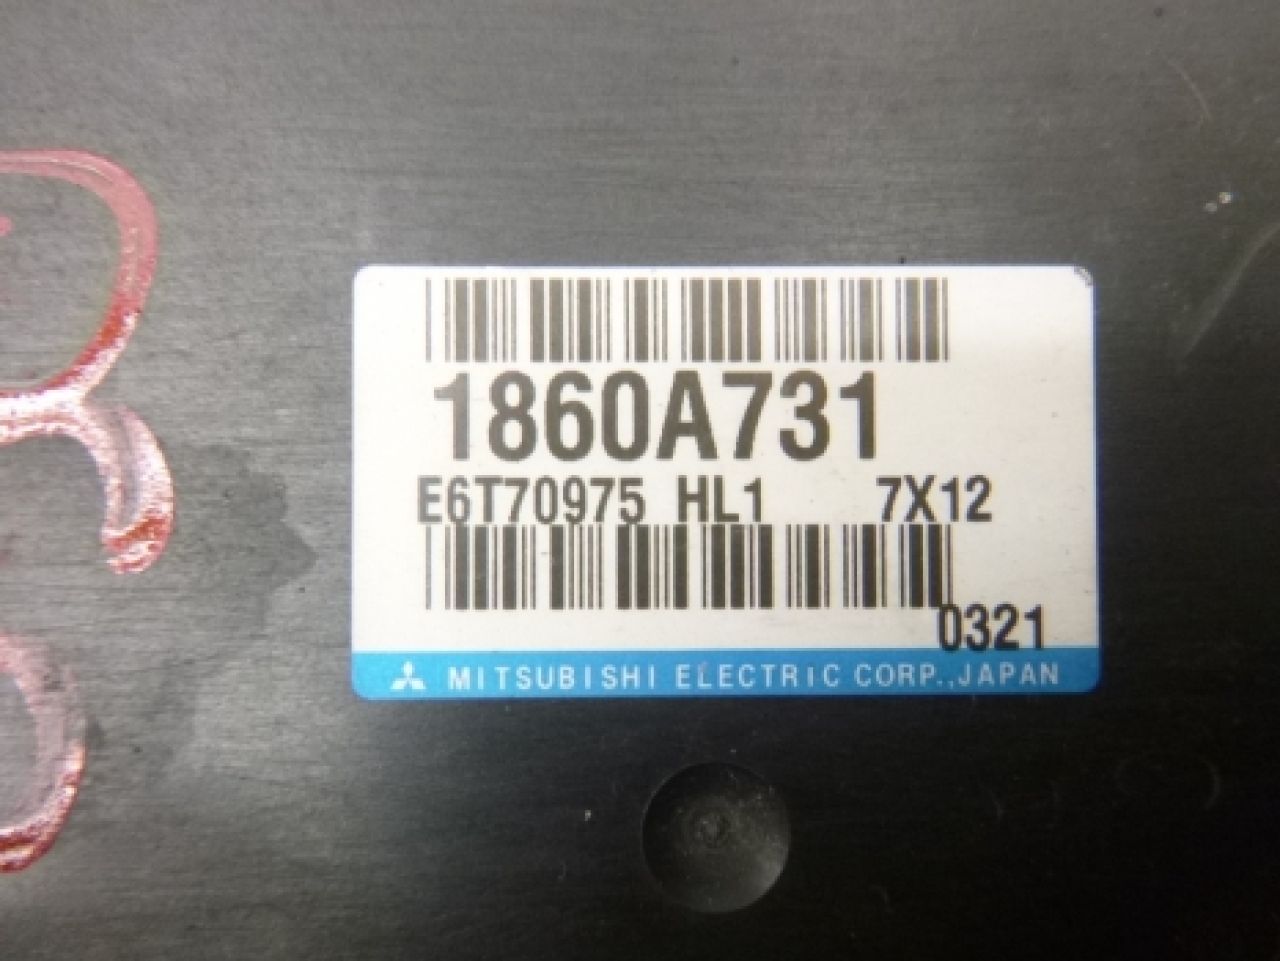 1860A731
E6T70975 HL1 7X12
0321
MITSUBISHI ELECTRIC CORP.,JAPAN